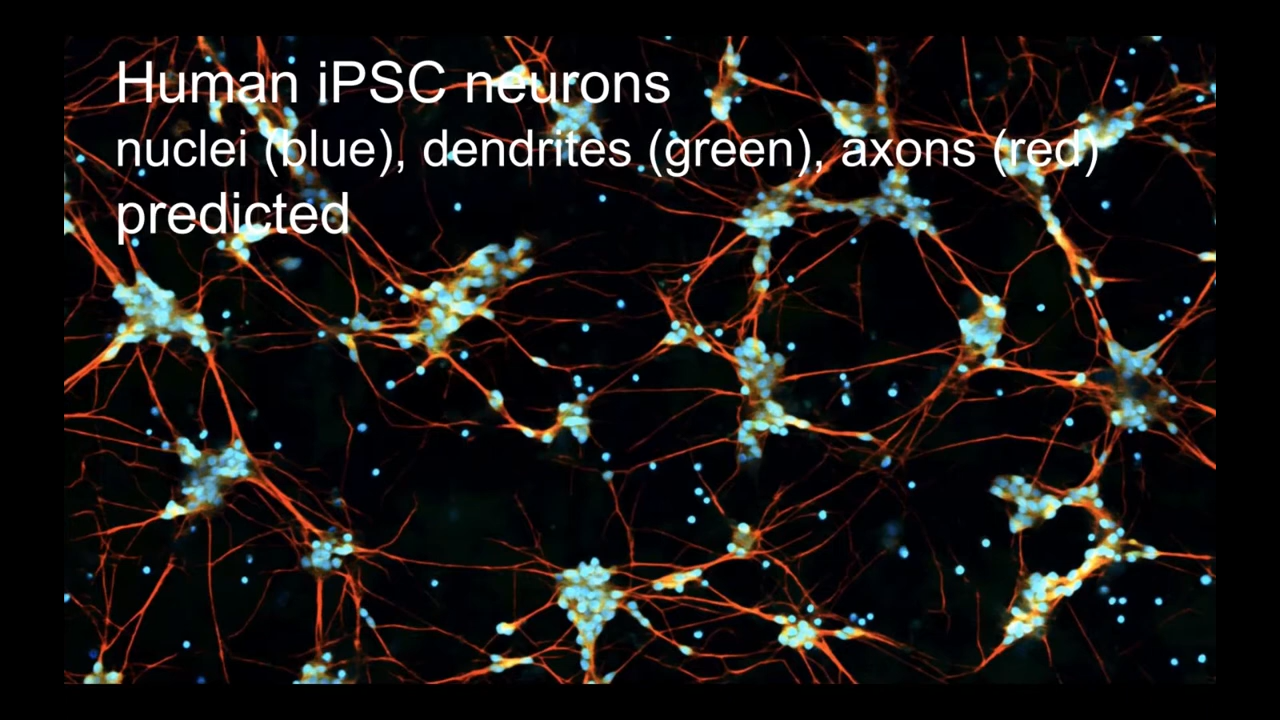 Human iPSC neurons
nuclei (blue), dendrites (green), axons (red)
predicted